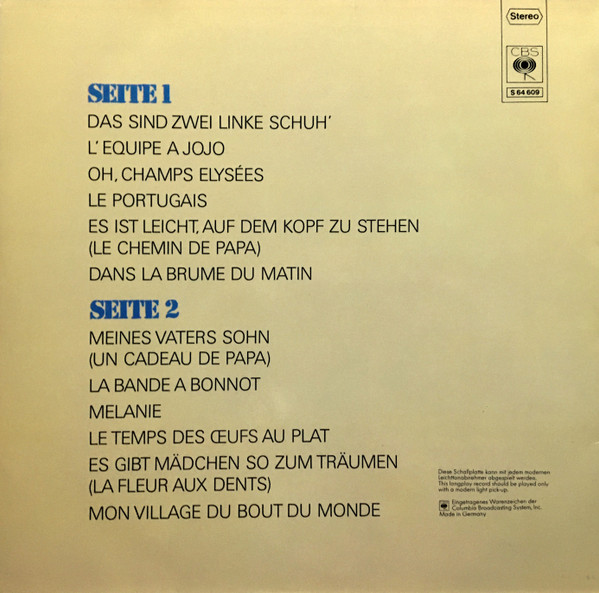 Stereo
CBS
S 64 609
SEITE 1
DAS SIND ZWEI LINKE SCHUH'
L'EQUIPE A JOJO
OH, CHAMPS ELYSÉES
LE PORTUGAIS
ES IST LEICHT, AUF DEM KOPF ZU STEHEN
(LE CHEMIN DE PAPA)
DANS LA BRUME DU MATIN
SEITE 2
MEINES VATERS SOHN
(UN CADEAU DE PAPA)
LA BANDE A BONNOT
MELANIE
LE TEMPS DES ŒUFS AU PLAT
ES GIBT MÄDCHEN SO ZUM TRÄUMEN
(LA FLEUR AUX DENTS)
MON VILLAGE DU BOUT DU MONDE
Diese Schallplatte kann mit jedem modernen
Leichttonabnehmer abgespielt werden.
This longplay record should be played only
with a modern light pick-up.
Eingetragenes Warenzeichen der
Columbia Broadcasting System, Inc.
Made in Germany